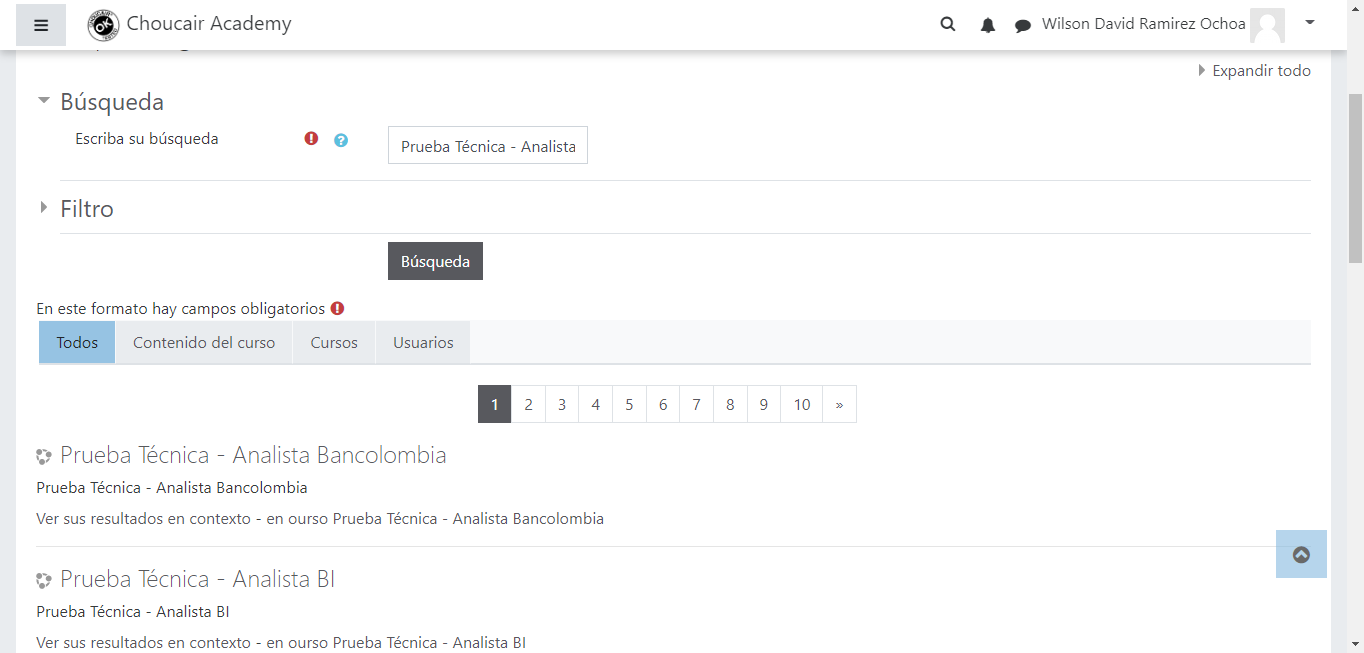 Choucair Academy
Wilson David Ramirez Ochoa
Expandir todo
Búsqueda
Escriba su búsqueda
Prueba Técnica - Analista
Filtro
Búsqueda
En este formato hay campos obligatorios
Todos Contenido del curso Cursos Usuarios
1 2 3 4 5 6 7 8 9 10 »
Prueba Técnica - Analista Bancolombia
Prueba Técnica - Analista Bancolombia
Ver sus resultados en contexto - en ourso Prueba Técnica - Analista Bancolombia
Prueba Técnica - Analista BI
Prueba Técnica - Analista BI
Ver sus resultados en contexto - en ourso Prueba Técnica - Analista BI